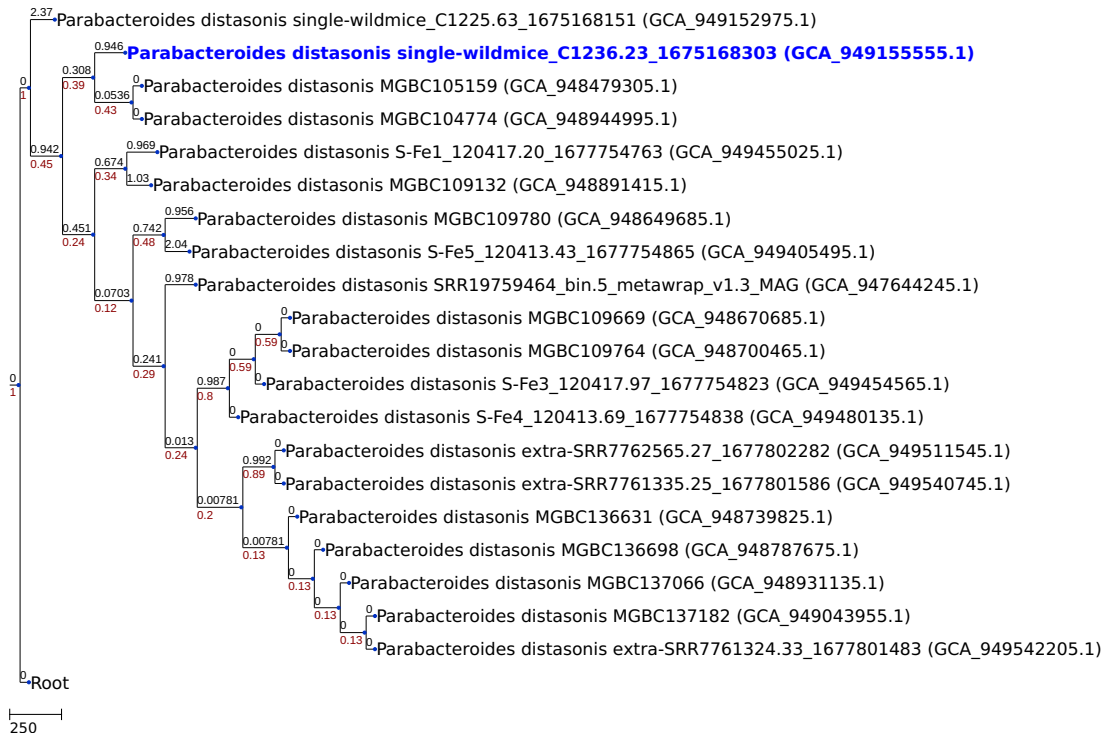 2.37 Parabacteroides distasonis single-wildmice_C1225.63_1675168151 (GCA_949152975.1)
0.946 Parabacteroides distasonis single-wildmice_C1236.23_1675168303 (GCA_949155555.1)
0.308
0.39
0 Parabacteroides distasonis MGBC105159 (GCA_948479305.1)
0
1
0.0536
0.43
0 Parabacteroides distasonis MGBC104774 (GCA_948944995.1)
0.942
0.45
0.969 Parabacteroides distasonis S-Fe1_120417.20_1677754763 (GCA_949455025.1)
0.674
0.34
1.03 Parabacteroides distasonis MGBC109132 (GCA_948891415.1)
0.956 Parabacteroides distasonis MGBC109780 (GCA_948649685.1)
0.451
0.24
0.742
0.48
2.04 Parabacteroides distasonis S-Fe5_120413.43_1677754865 (GCA_949405495.1)
0.978 Parabacteroides distasonis SRR19759464_bin.5_metawrap_v1.3_MAG (GCA_947644245.1)
0.0703
0.12
0 Parabacteroides distasonis MGBC109669 (GCA_948670685.1)
0
0.59
0 Parabacteroides distasonis MGBC109764 (GCA_948700465.1)
0.241
0.29
0
0.59
0 Parabacteroides distasonis S-Fe3_120417.97_1677754823 (GCA_949454565.1)
0
1
0.987
0.8
0 Parabacteroides distasonis S-Fe4_120413.69_1677754838 (GCA_949480135.1)
0.013
0.24
0 Parabacteroides distasonis extra-SRR7762565.27_1677802282 (GCA_949511545.1)
0.992
0.89
0 Parabacteroides distasonis extra-SRR7761335.25_1677801586 (GCA_949540745.1)
0.00781
0.2
0 Parabacteroides distasonis MGBC136631 (GCA_948739825.1)
0.00781
0.13
0 Parabacteroides distasonis MGBC136698 (GCA_948787675.1)
0
0.13
0 Parabacteroides distasonis MGBC137066 (GCA_948931135.1)
0
0.13
0 Parabacteroides distasonis MGBC137182 (GCA_949043955.1)
0
0.13
0 Parabacteroides distasonis extra-SRR7761324.33_1677801483 (GCA_949542205.1)
0 Root
250